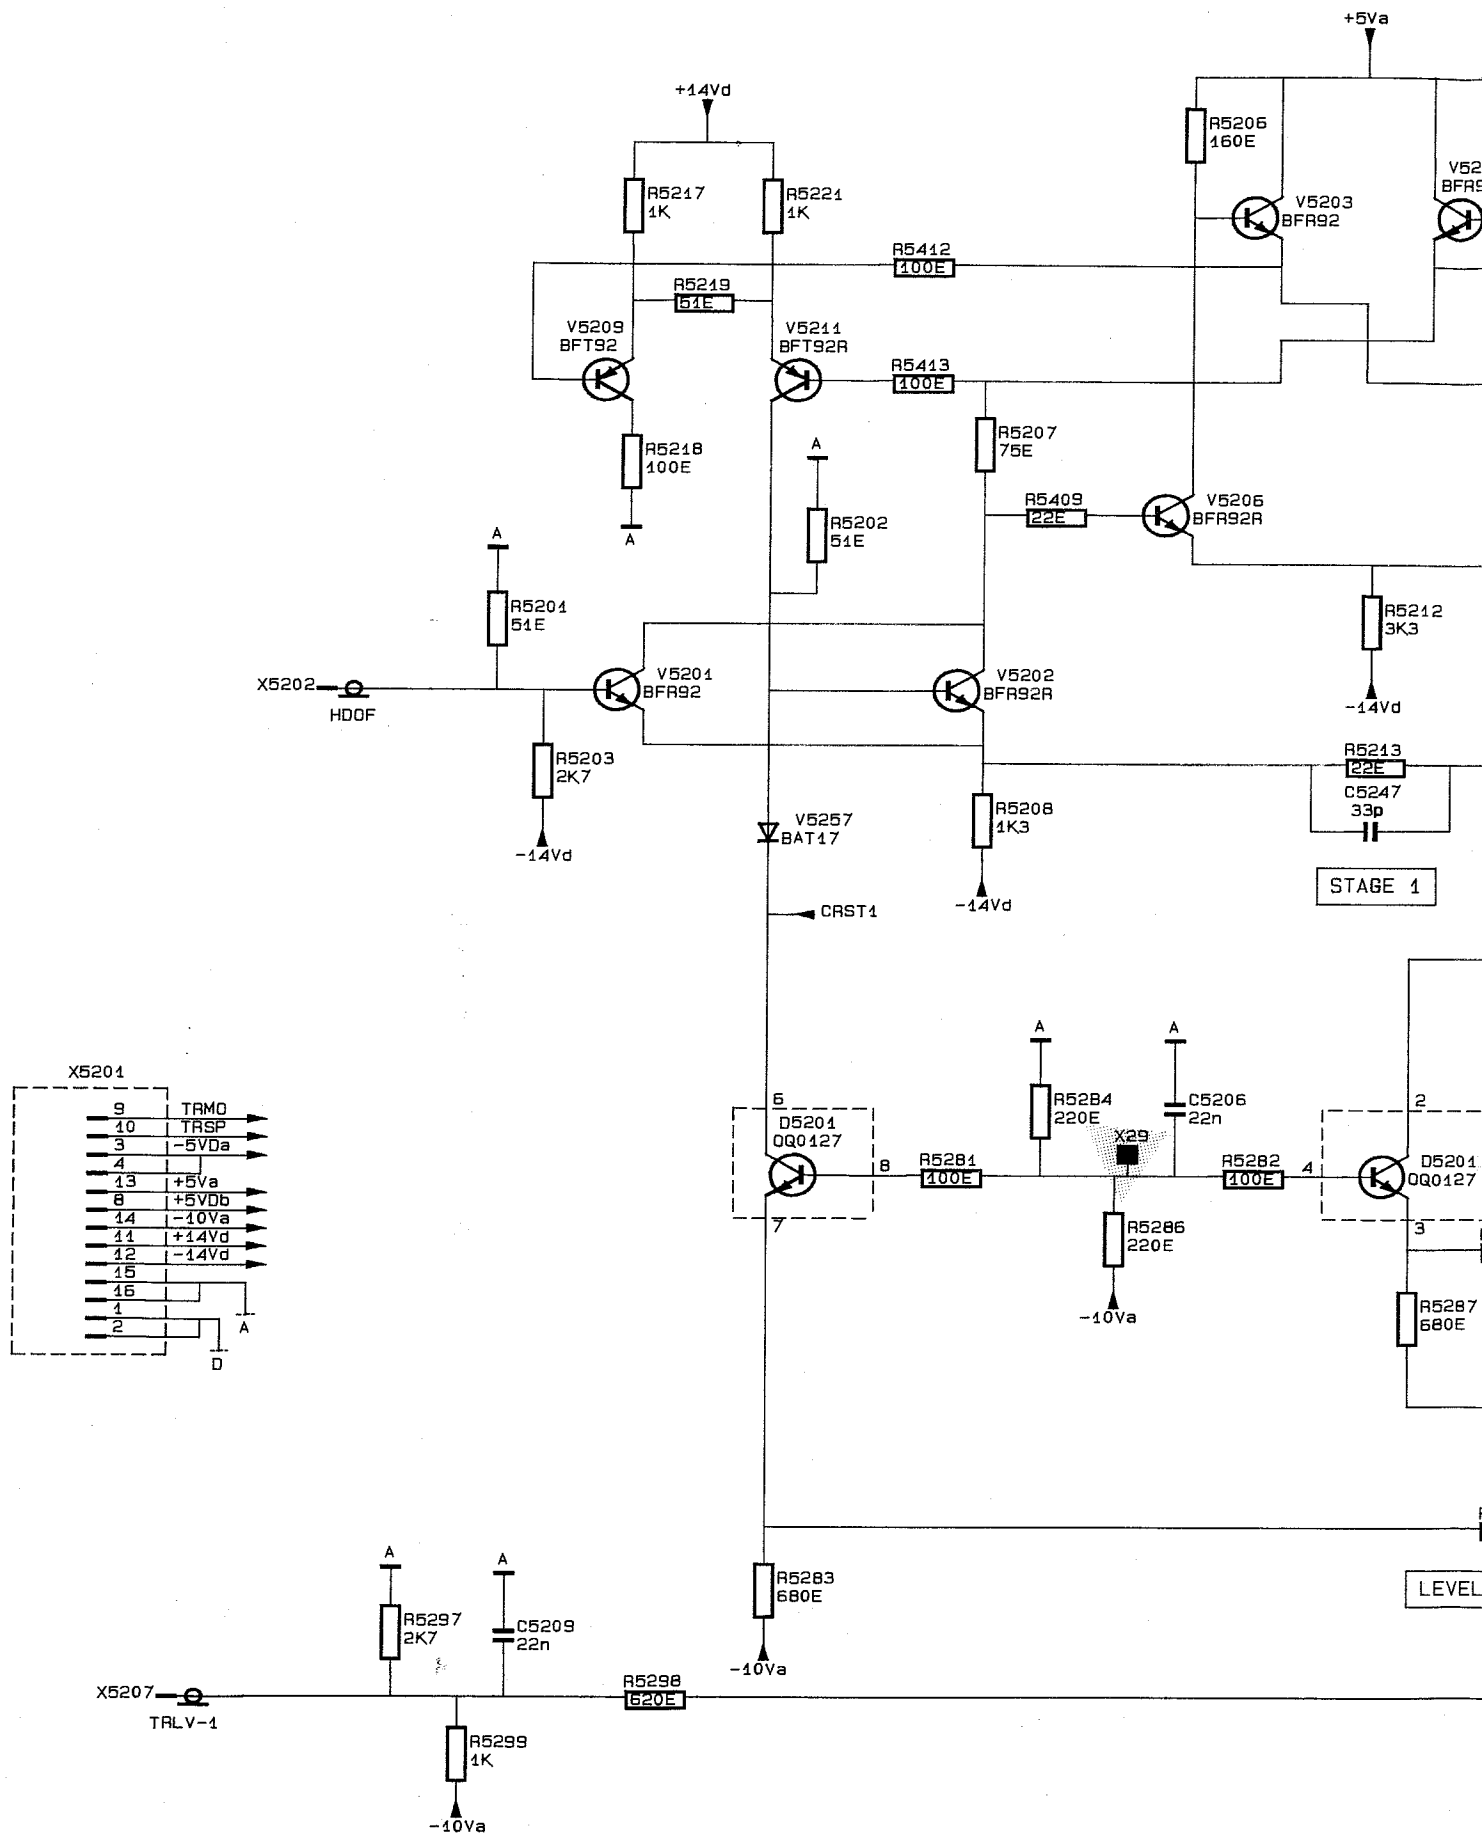 +5Va
+14Vd
R5206
160E
V52
BFR9
R5217
1K
R5221
1K
V5203
BFR92
R5412
100E
R5219
51E
V5209
BFT92
V5211
BFT92R
R5413
100E
R5207
75E
A
R5218
100E
R5409
22E
V5206
BFR92R
R5202
51E
A
A
R5201
51E
R5212
3K3
X5202
HDOF
V5201
BFR92
V5202
BFR92R
-14Vd
R5203
2K7
R5213
22E
C5247
33p
R5208
1K3
V5257
BAT17
-14Vd
STAGE 1
-14Vd
CRST1
A
A
X5201
9 TRMO
10 TRSP
3 -5VDa
4
13 +5Va
8 +5VDb
14 -10Va
11 +14Vd
12 -14Vd
15
16
1
2
A
D
6
D5201
OQ0127
8
7
R5281
100E
R5284
220E
X29
C5206
22n
R5282
100E
4
2
D5201
OQ0127
3
R5286
220E
-10Va
R5287
680E
A
A
R5283
680E
LEVEL
R5297
2K7
C5209
22n
-10Va
X5207
TRLV-1
R5298
620E
R5299
1K
-10Va